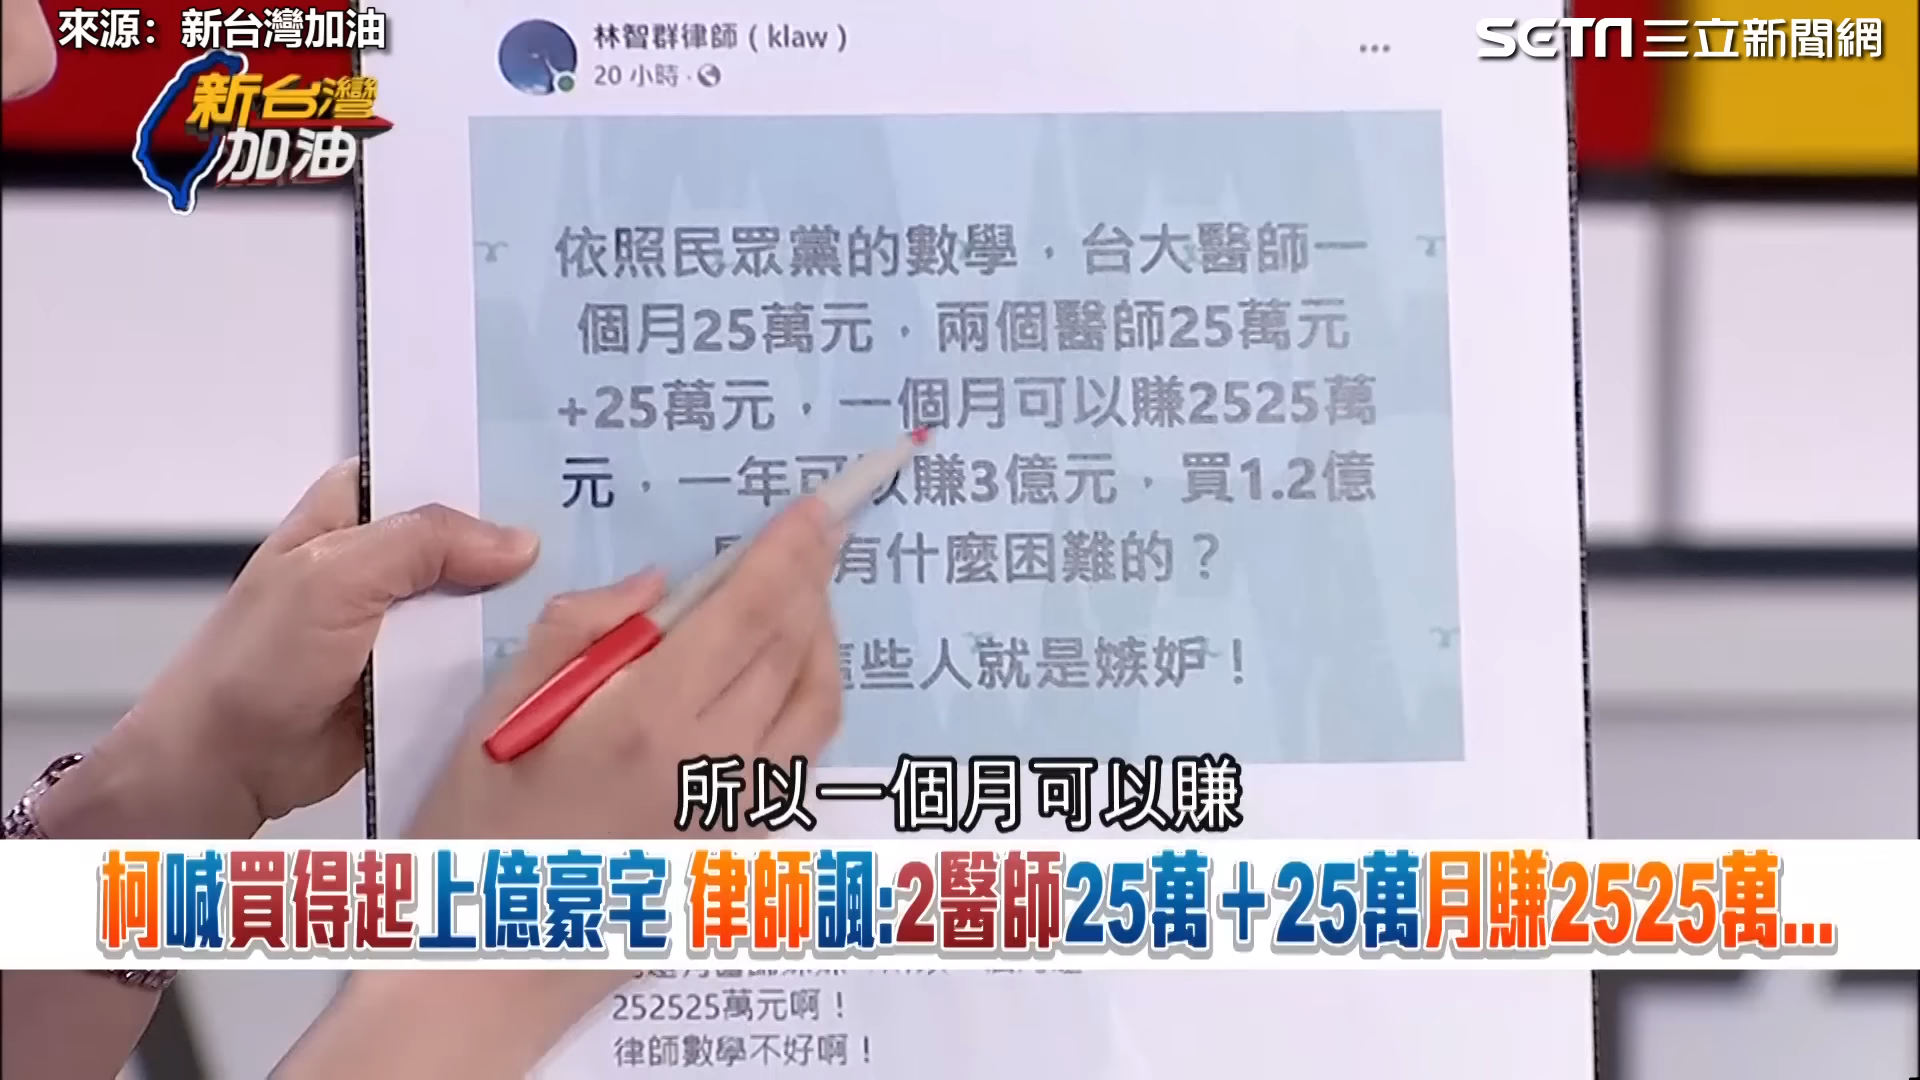 來源：新台灣加油
SETN三立新聞網
新台灣
加油
林智群律師（klaw）
20 小時
依照民眾黨的數學，台大醫師一
個月25萬元，兩個醫師25萬元
+25萬元，一個月可以賺2525萬
元，一年可以賺3億元，買1.2億
有什麼困難的？
這些人就是嫉妒！
所以一個月可以賺
柯喊買得起上億豪宅 律師諷:2醫師25萬+25萬月賺2525萬...
252525萬元啊！
律師數學不好啊！